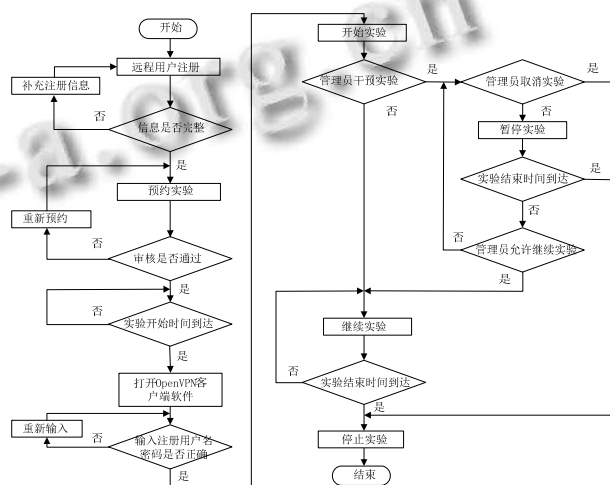 开始
远程用户注册
补充注册信息
否
信息是否完整
是
预约实验
重新预约
否
审核是否通过
是
否
实验开始时间到达
是
打开OpenVPN客
户端软件
重新输入
否
输入注册用户名
密码是否正确
是
开始实验
管理员干预实验
是
否
管理员取消实验
是
否
暂停实验
实验结束时间到达
是
否
管理员允许继续实验
否
是
继续实验
否
实验结束时间到达
是
停止实验
结束
-a.org.cn